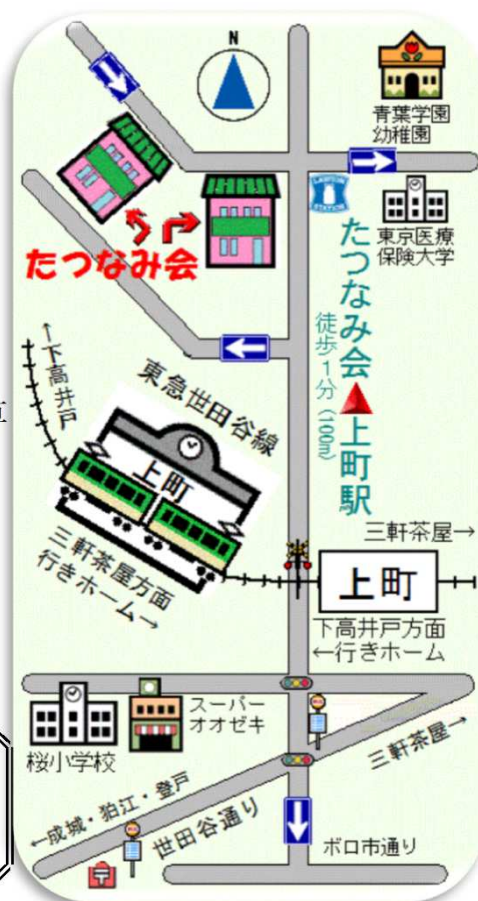 N
青葉学園
幼稚園
LAWSON
STATION
東京医療
保険大学
たつなみ会
たつなみ会▲上町駅
徒歩1分(100m)
←下高井戸
東急世田谷線
上町
三軒茶屋方面
行きホーム→
三軒茶屋→
上町
下高井戸方面
←行きホーム
スーパー
オオゼキ
桜小学校
三軒茶屋→
←成城・狛江・登戸
世田谷通り
ボロ市通り
〒